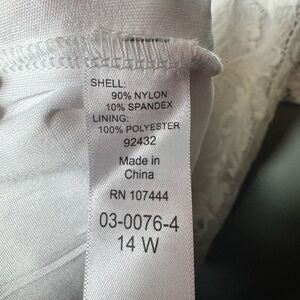 SHELL:
90% NYLON
10% SPANDEX
LINING:
100% POLYESTER
92432
Made in
China
RN 107444
03-0076-4
14 W